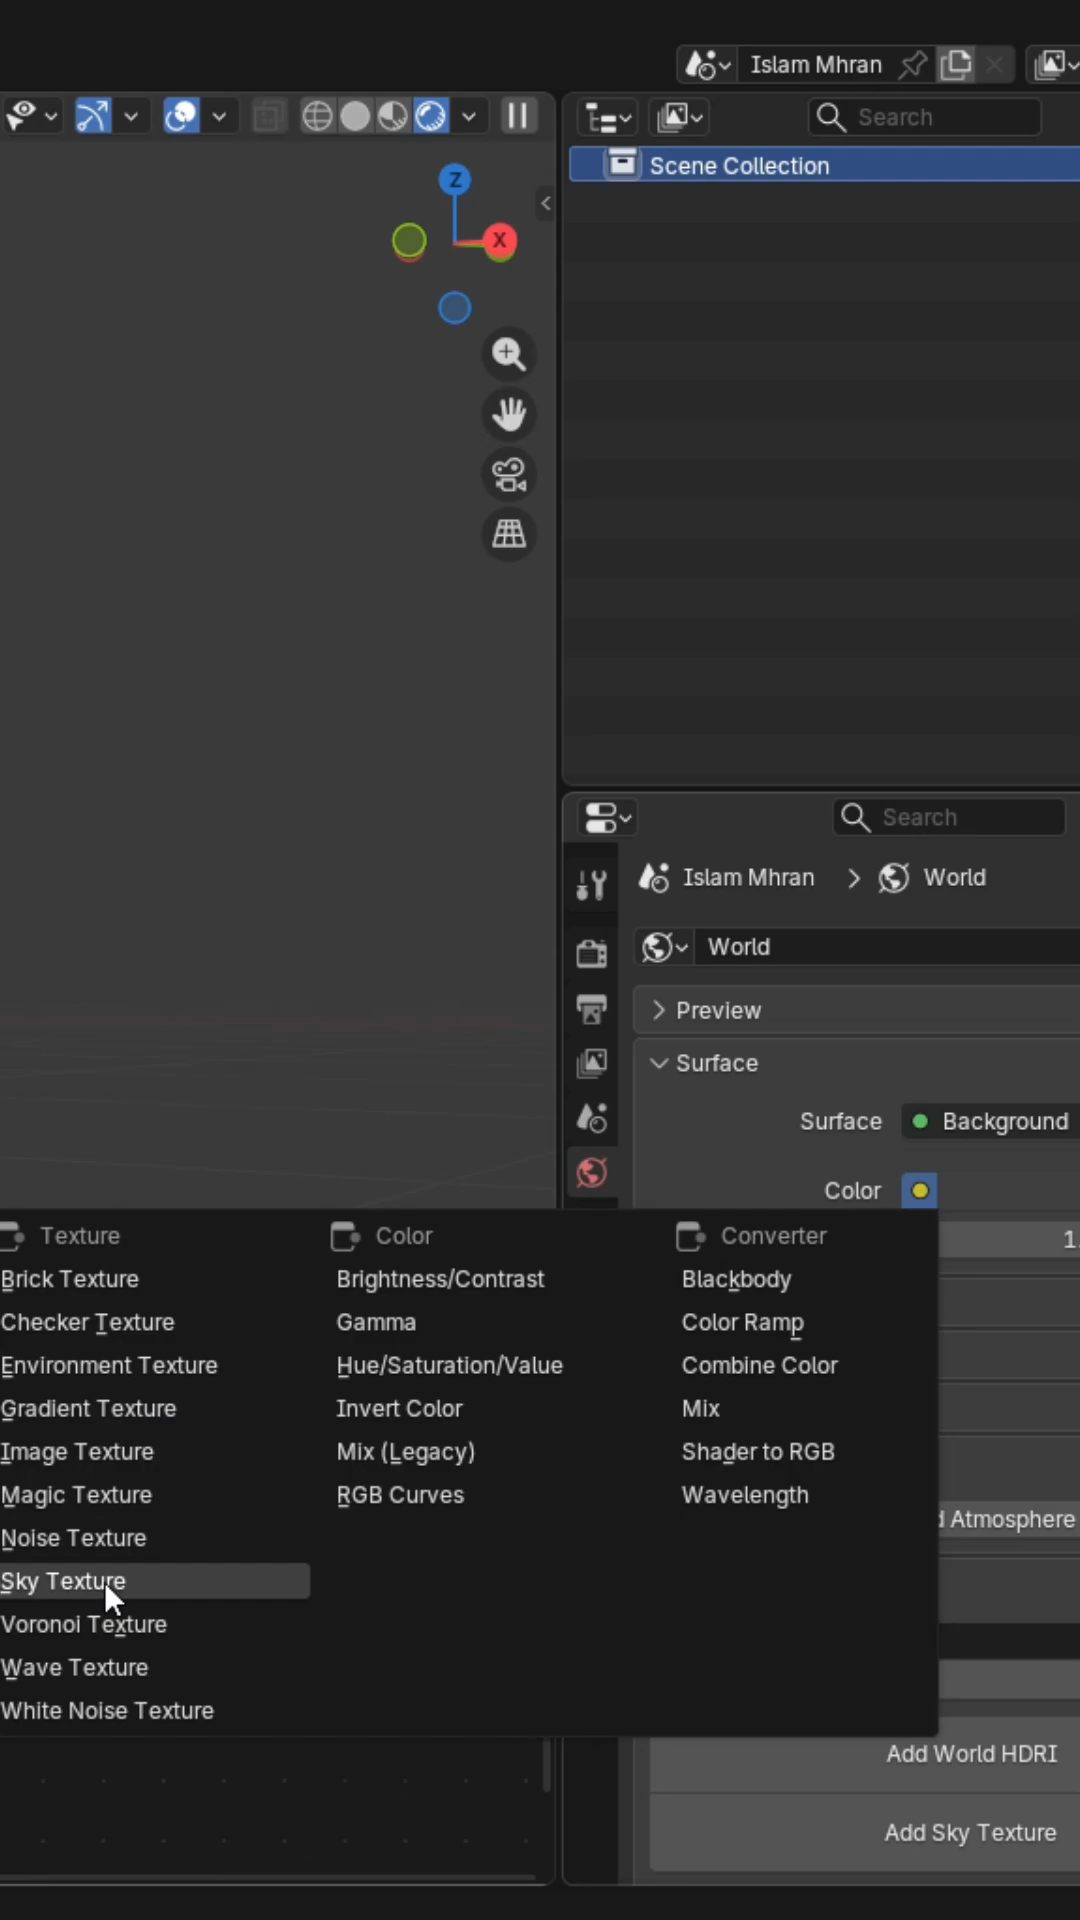 Islam Mhran
Search
Scene Collection
Z
X
Search
Islam Mhran > World
World
Preview
Surface
Surface Background
Color
1.
Texture Color Converter
Brick Texture Brightness/Contrast Blackbody
Checker Texture Gamma Color Ramp
Environment Texture Hue/Saturation/Value Combine Color
Gradient Texture Invert Color Mix
Image Texture Mix (Legacy) Shader to RGB
Magic Texture RGB Curves Wavelength
Noise Texture d Atmosphere
Sky Texture
Voronoi Texture
Wave Texture
White Noise Texture
Add World HDRI
Add Sky Texture